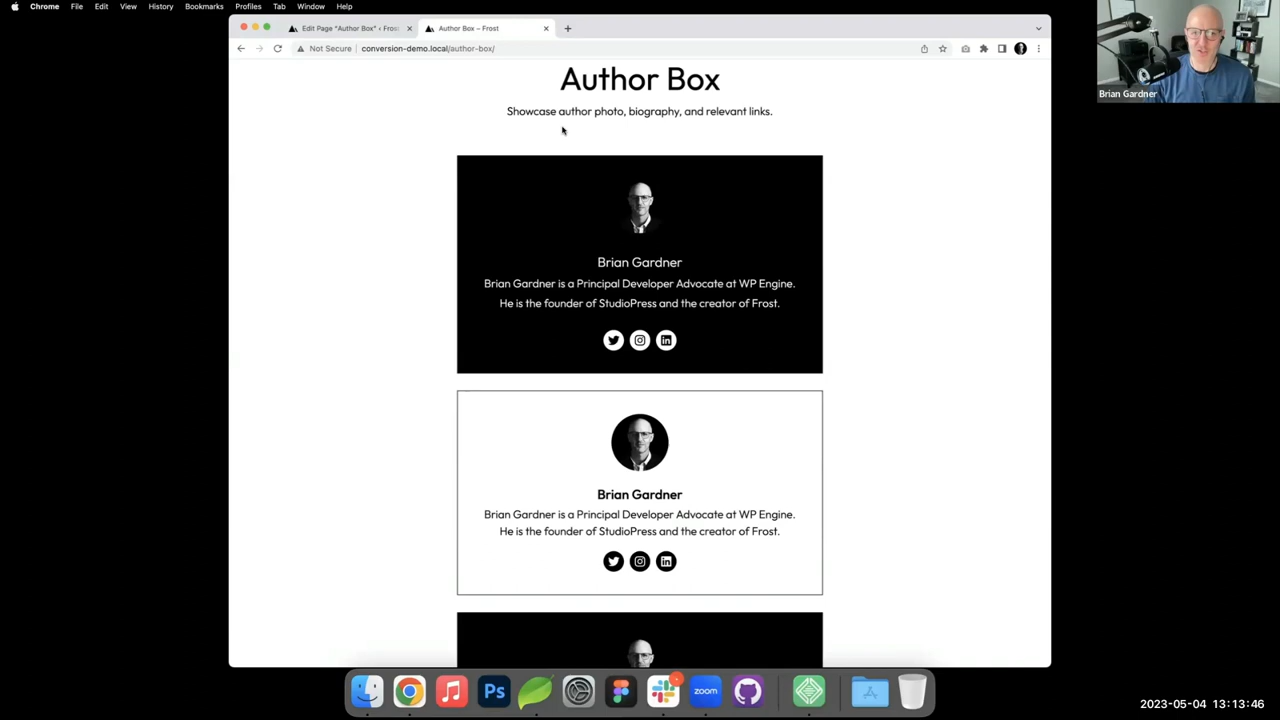 Chrome File Edit View History Bookmarks Profiles Tab Window Help
Edit Page "Author Box" ‹ Fros
Author Box – Frost
Not Secure conversion-demo.local/author-box/
Brian Gardner
Author Box
Showcase author photo, biography, and relevant links.
Brian Gardner
Brian Gardner is a Principal Developer Advocate at WP Engine.
He is the founder of StudioPress and the creator of Frost.
Brian Gardner
Brian Gardner is a Principal Developer Advocate at WP Engine.
He is the founder of StudioPress and the creator of Frost.
Ps
zoom
2023-05-04 13:13:46